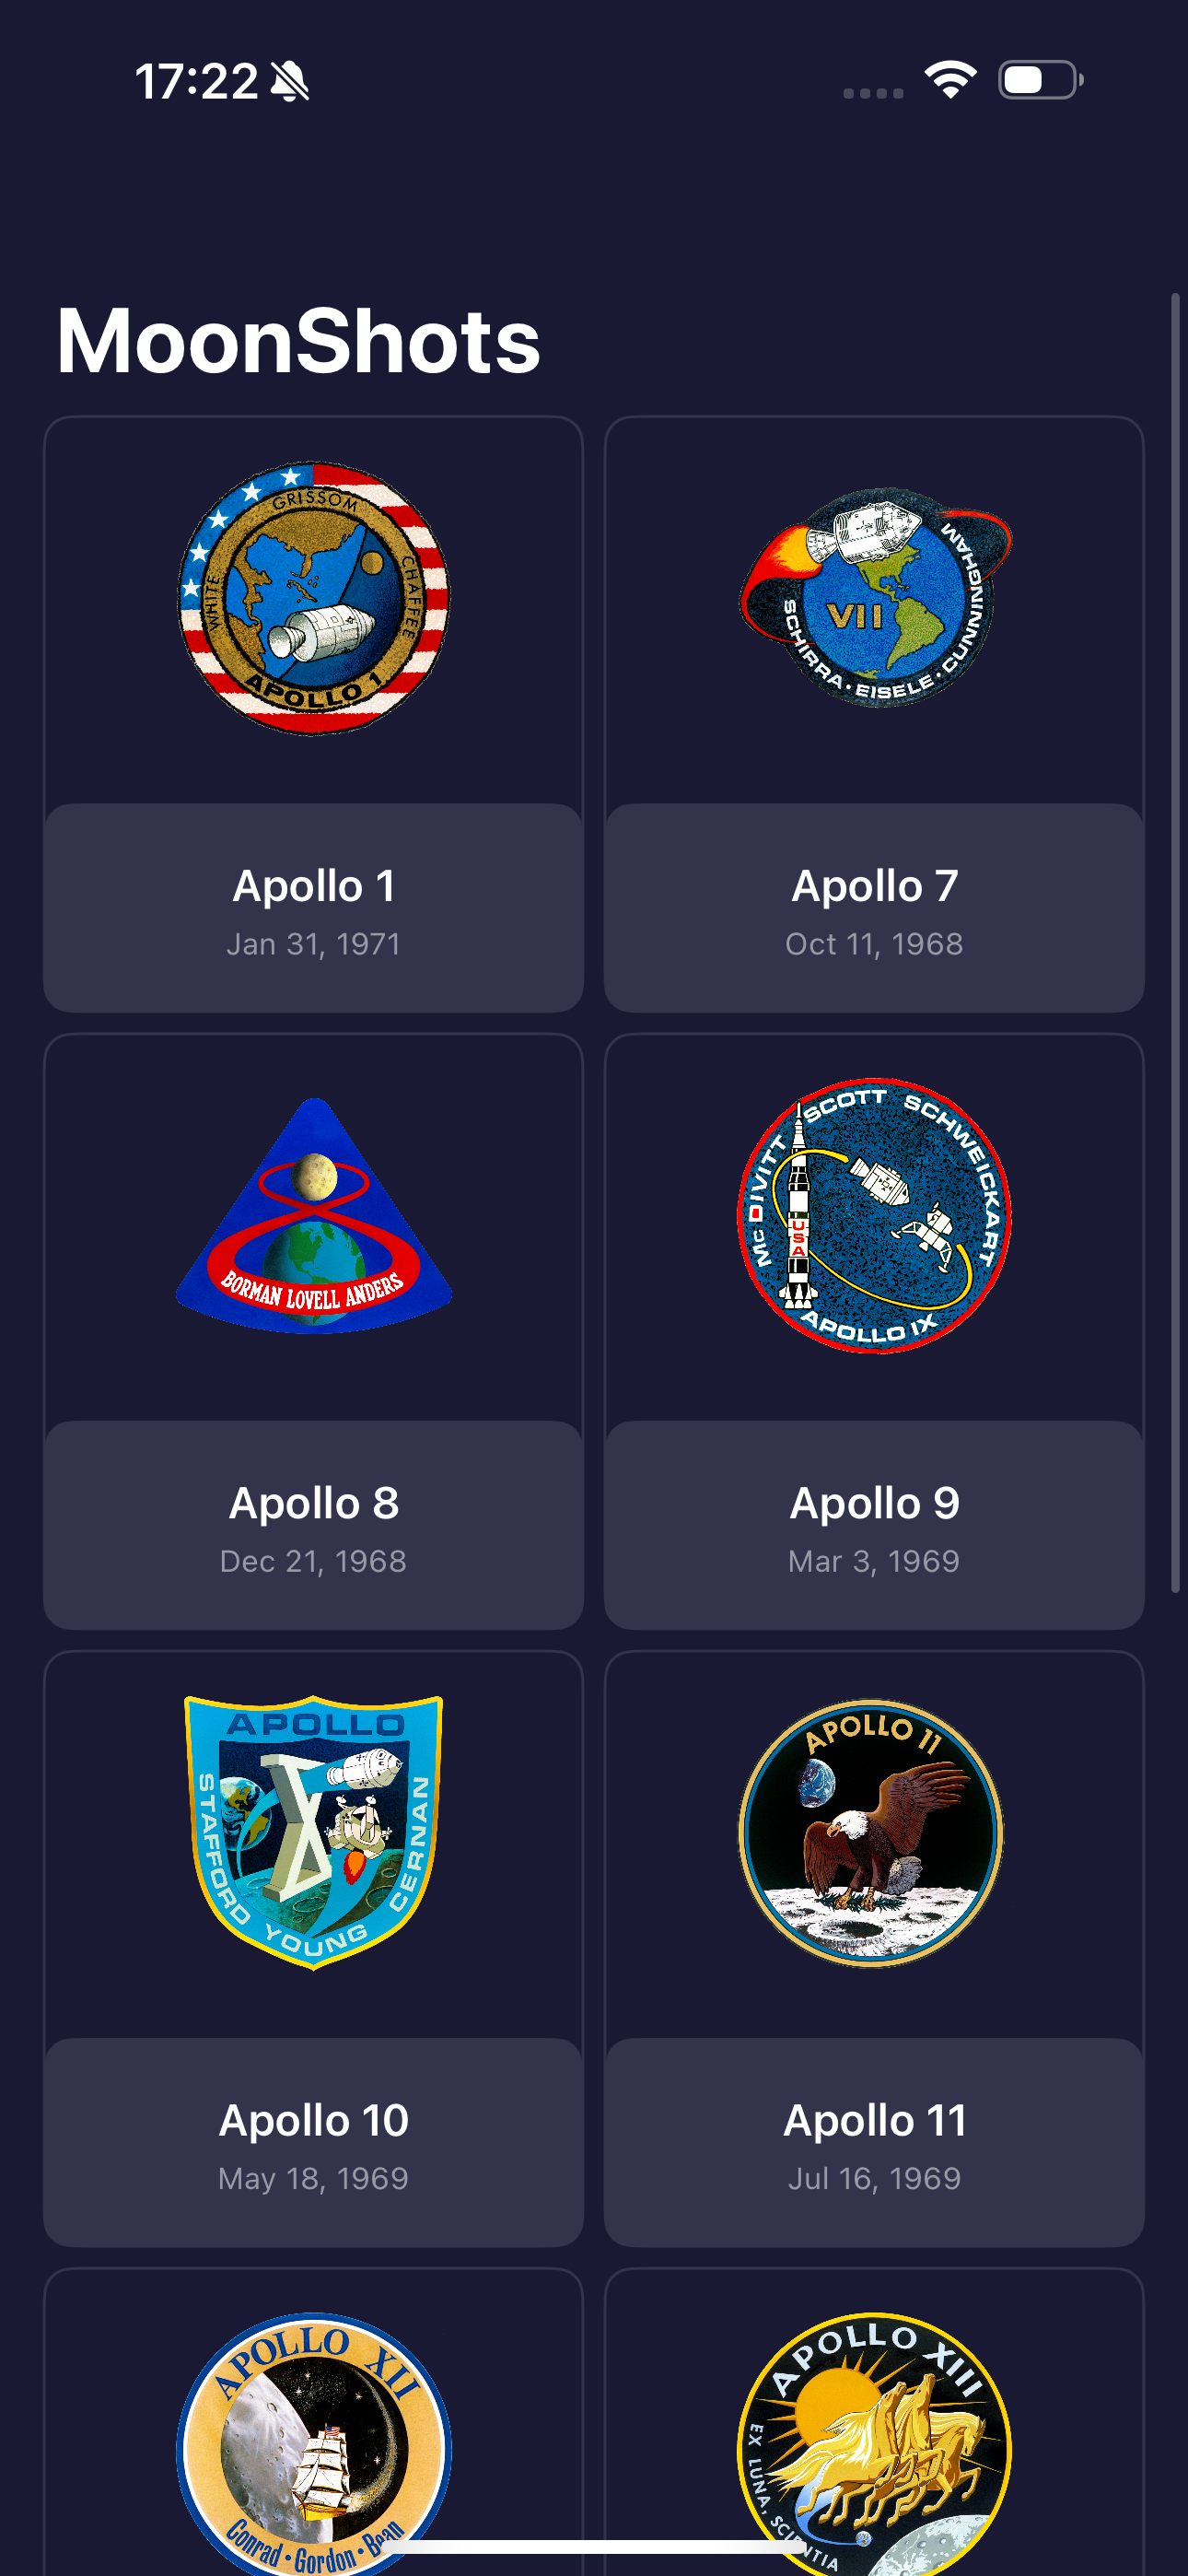 17:22
MoonShots
GRISSOM
WHITE
CHAFFEE
APOLLO 1
VII
SCHIRRA • EISELE • CUNNINGHAM
Apollo 1
Jan 31, 1971
Apollo 7
Oct 11, 1968
BORMAN LOVELL ANDERS
McDIVITT SCOTT SCHWEICKART
USA
APOLLO IX
Apollo 8
Dec 21, 1968
Apollo 9
Mar 3, 1969
APOLLO
X
STAFFORD YOUNG CERNAN
APOLLO 11
Apollo 10
May 18, 1969
Apollo 11
Jul 16, 1969
APOLLO XII
Conrad • Gordon • Bean
APOLLO XIII
EX LUNA, SCIENTIA